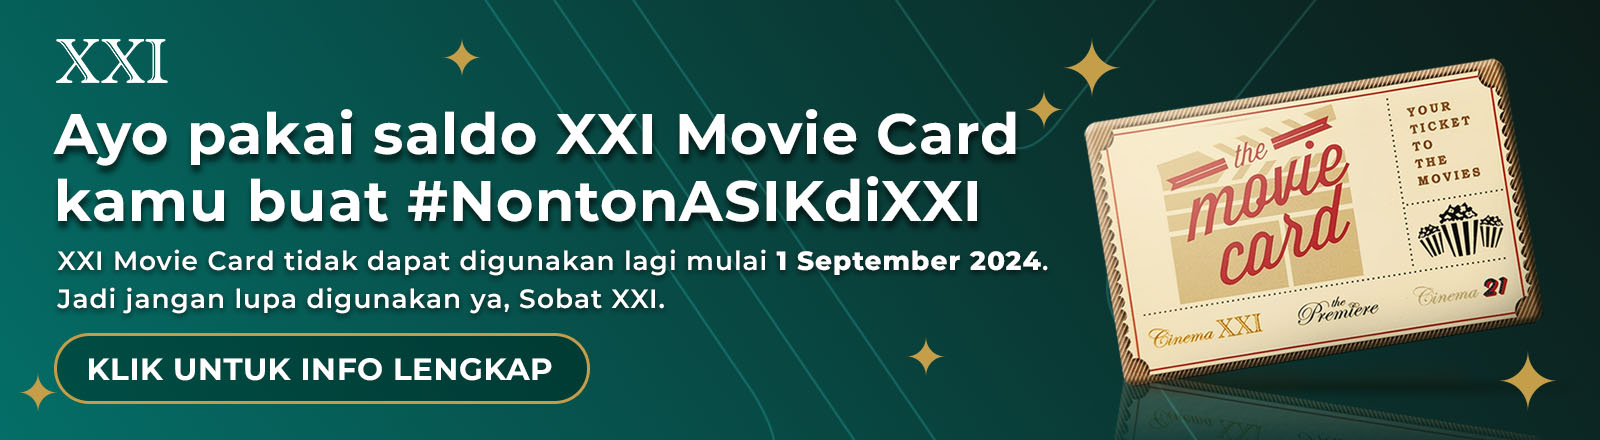 XXI
Ayo pakai saldo XXI Movie Card
kamu buat #NontonASIKdiXXI
XXI Movie Card tidak dapat digunakan lagi mulai 1 September 2024.
Jadi jangan lupa digunakan ya, Sobat XXI.
KLIK UNTUK INFO LENGKAP
the
movie
card
YOUR
TICKET
TO
THE
MOVIES
Cinema XXI
the
Premiere
Cinema 21